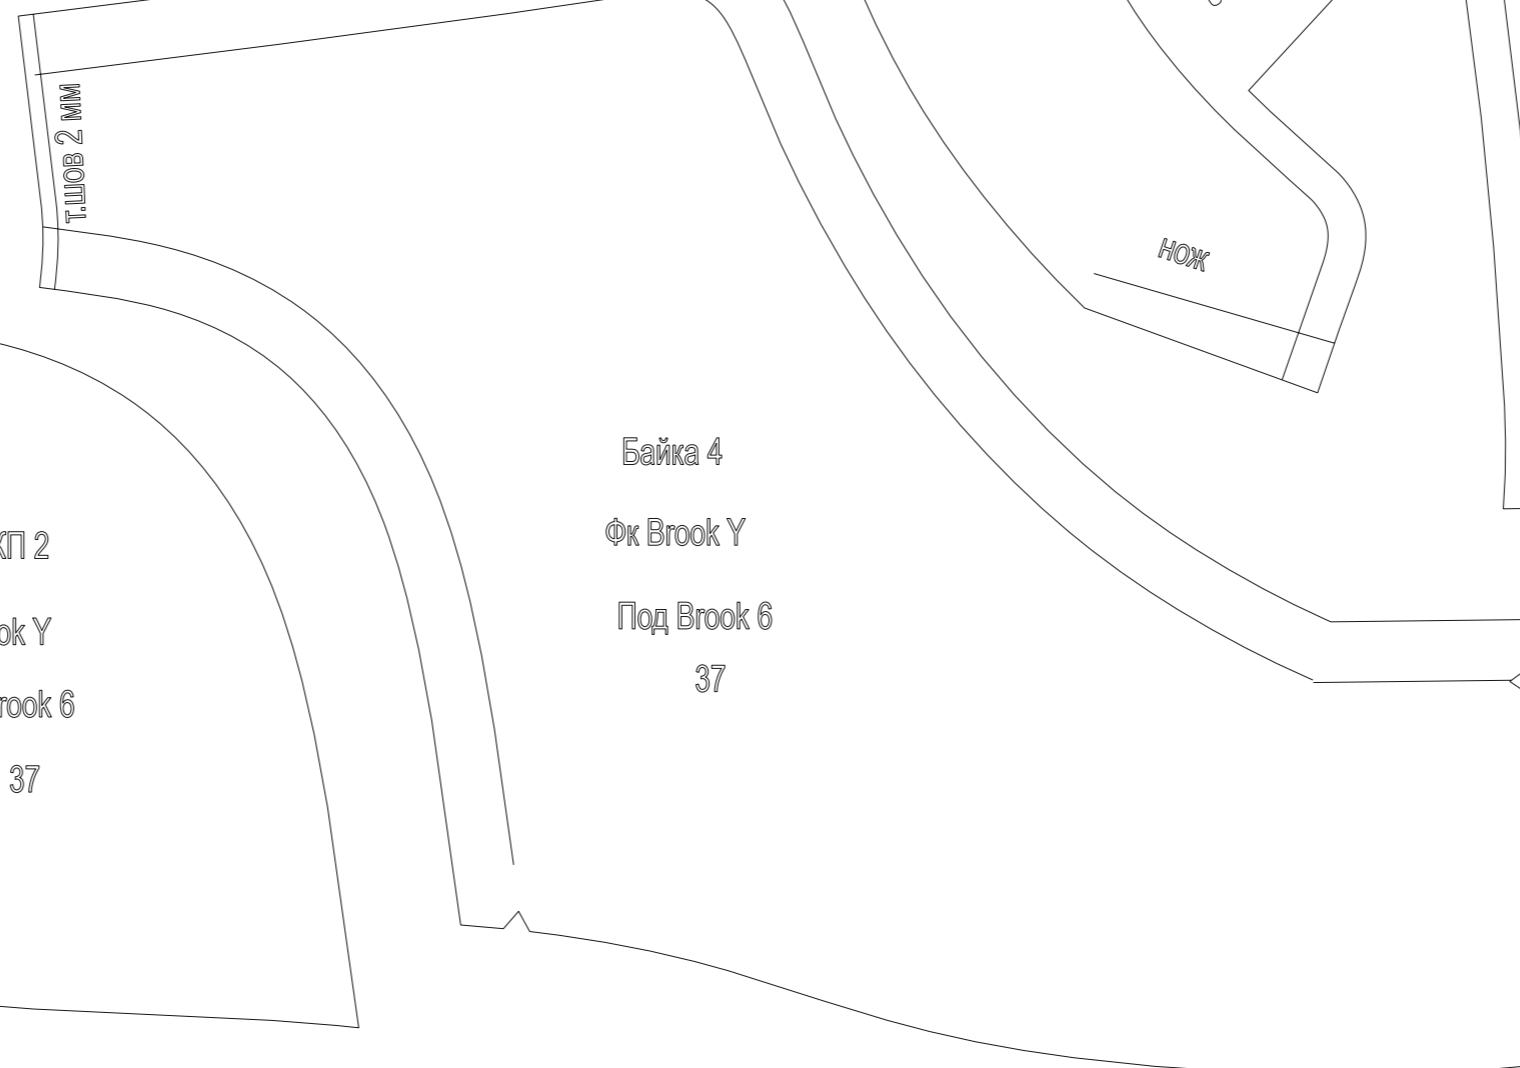 т.шов 2 мм
нож
Байка 4
Фк Brook Y
Под Brook 6
37
КП 2
ok Y
rook 6
37